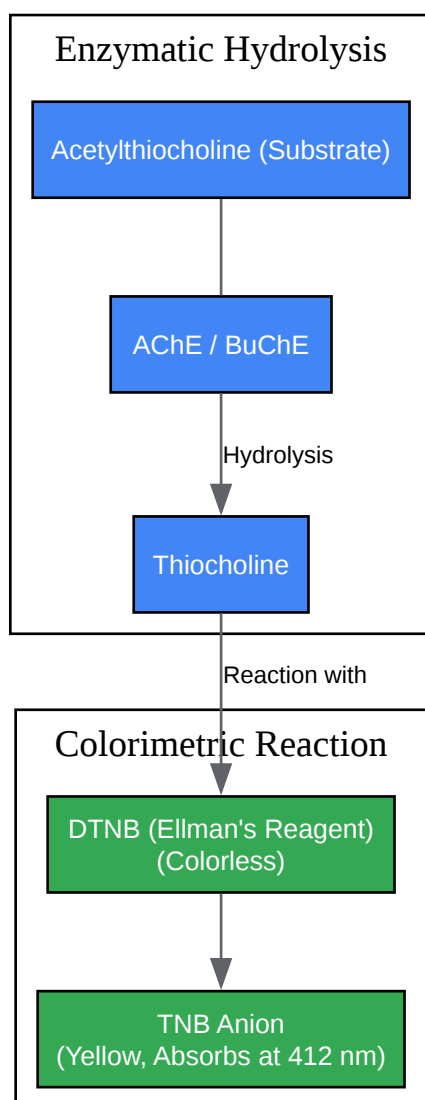 Enzymatic Hydrolysis
Acetylthiocholine (Substrate)
AChE / BuChE
Hydrolysis
Thiocholine
Reaction with
Colorimetric Reaction
DTNB (Ellman's Reagent)
(Colorless)
TNB Anion
(Yellow, Absorbs at 412 nm)